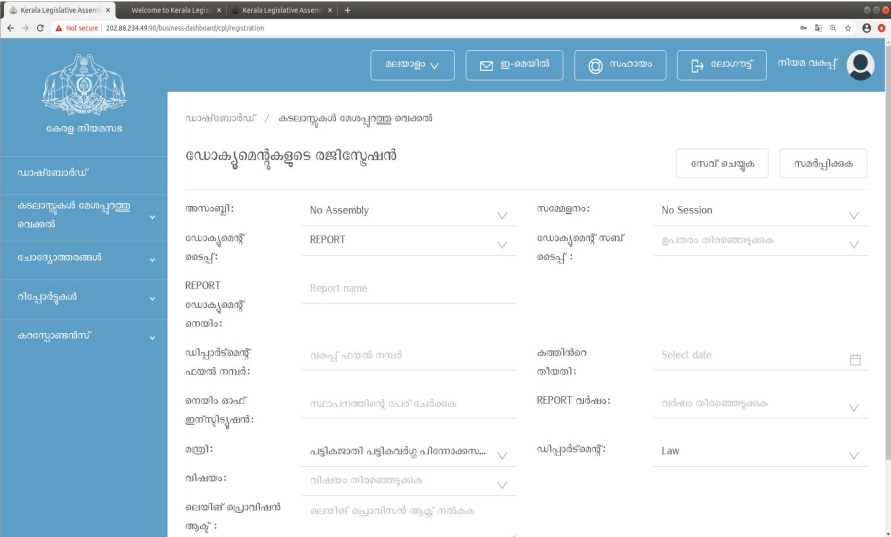 Kerala Legislative Assemb
Welcome to Kerala Legisl
Kerala Legislative Assemb
Not secure | 202.88.234.49:90/business-dashboard/cpl/registration
മലയാളം
ഇ-മെയിൽ
സഹായം
ലോഗൗട്ട്
നിയമ വകുപ്പ്
കേരള നിയമസഭ
ഡാഷ്ബോർഡ് / കടലാസ്സുകൾ മേശപ്പുറത്തു വെക്കൽ
ഡോക്യുമെന്റുകളുടെ രജിസ്ട്രേഷൻ
സേവ് ചെയ്യുക
സമർപ്പിക്കുക
ഡാഷ്ബോർഡ്
കടലാസ്സുകൾ മേശപ്പുറത്തു
വെക്കൽ
ചോദ്യോത്തരങ്ങൾ
റിപ്പോർട്ടുകൾ
കറസ്പോണ്ടൻസ്
അസംബ്ലി:
No Assembly
സമ്മേളനം:
No Session
ഡോക്യുമെന്റ്
ടൈപ്പ്:
REPORT
ഡോക്യുമെന്റ് സബ്
ടൈപ്പ് :
ഉപതരം തിരഞ്ഞെടുക്കുക
REPORT
ഡോക്യുമെന്റ്
നെയിം:
Report name
ഡിപ്പാർട്മെന്റ്
ഫയൽ നമ്പർ:
വകുപ്പ് ഫയൽ നമ്പർ
കത്തിൻറെ
തീയതി:
Select date
നെയിം ഓഫ്
ഇന്സ്ടിട്യൂഷൻ:
സ്ഥാപനത്തിന്റെ പേര് ചേർക്കുക
REPORT വർഷം:
വർഷം തിരഞ്ഞെടുക്കുക
മന്ത്രി:
പട്ടികജാതി പട്ടികവർഗ്ഗ പിന്നോക്കസ...
ഡിപ്പാർട്മെന്റ്:
Law
വിഷയം:
വിഷയം തിരഞ്ഞെടുക്കുക
ലെയിങ് പ്രൊവിഷൻ
ആക്ട് :
ലെയിങ് പ്രൊവിസൻ ആക്ട് നൽകുക